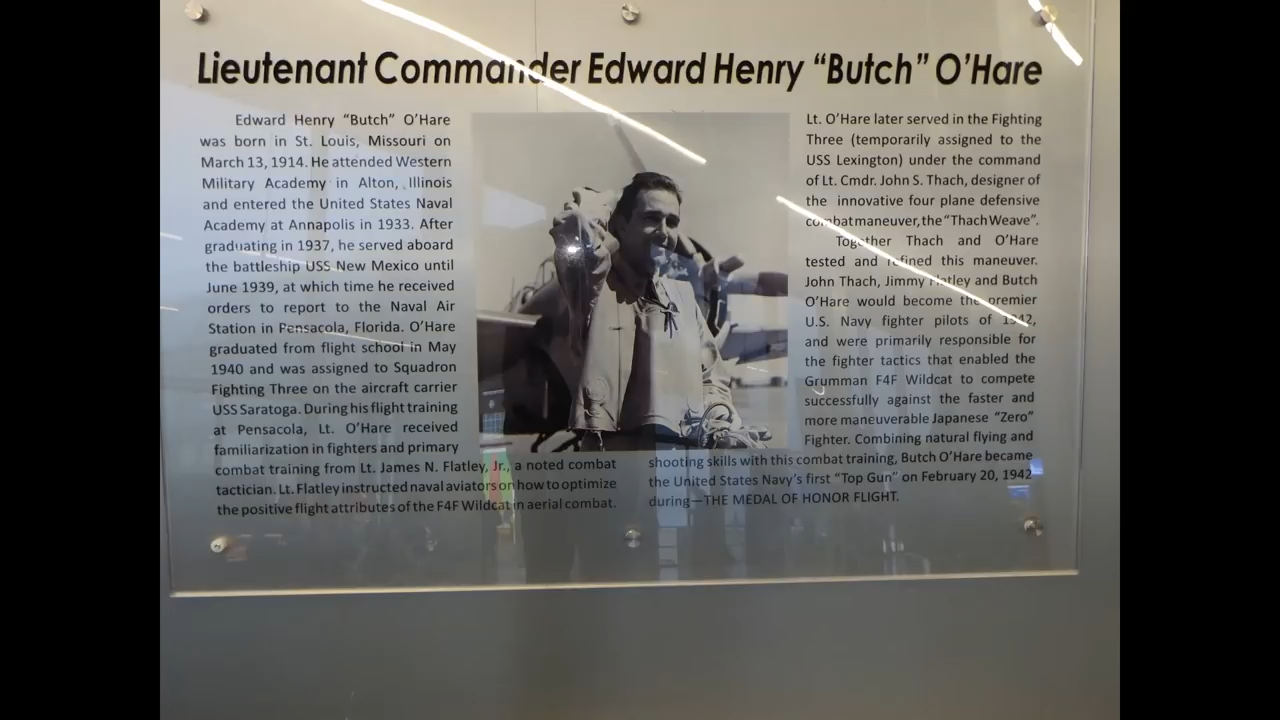 Lieutenant Commander Edward Henry “Butch” O’Hare
Edward Henry “Butch” O’Hare
was born in St. Louis, Missouri on
March 13, 1914. He attended Western
Military Academy in Alton, Illinois
and entered the United States Naval
Academy at Annapolis in 1933. After
graduating in 1937, he served aboard
the battleship USS New Mexico until
June 1939, at which time he received
orders to report to the Naval Air
Station in Pensacola, Florida. O’Hare
graduated from flight school in May
1940 and was assigned to Squadron
Fighting Three on the aircraft carrier
USS Saratoga. During his flight training
at Pensacola, Lt. O’Hare received
familiarization in fighters and primary
combat training from Lt. James N. Flatley, Jr., a noted combat
tactician. Lt. Flatley instructed naval aviators on how to optimize
the positive flight attributes of the F4F Wildcat in aerial combat.
Lt. O’Hare later served in the Fighting
Three (temporarily assigned to the
USS Lexington) under the command
of Lt. Cmdr. John S. Thach, designer of
the innovative four plane defensive
combat maneuver, the “Thach Weave”.
Together Thach and O’Hare
tested and refined this maneuver.
John Thach, Jimmy Flatley and Butch
O’Hare would become the premier
U.S. Navy fighter pilots of 1942,
and were primarily responsible for
the fighter tactics that enabled the
Grumman F4F Wildcat to compete
successfully against the faster and
more maneuverable Japanese “Zero”
Fighter. Combining natural flying and
shooting skills with this combat training, Butch O’Hare became
the United States Navy’s first “Top Gun” on February 20, 1942
during—THE MEDAL OF HONOR FLIGHT.